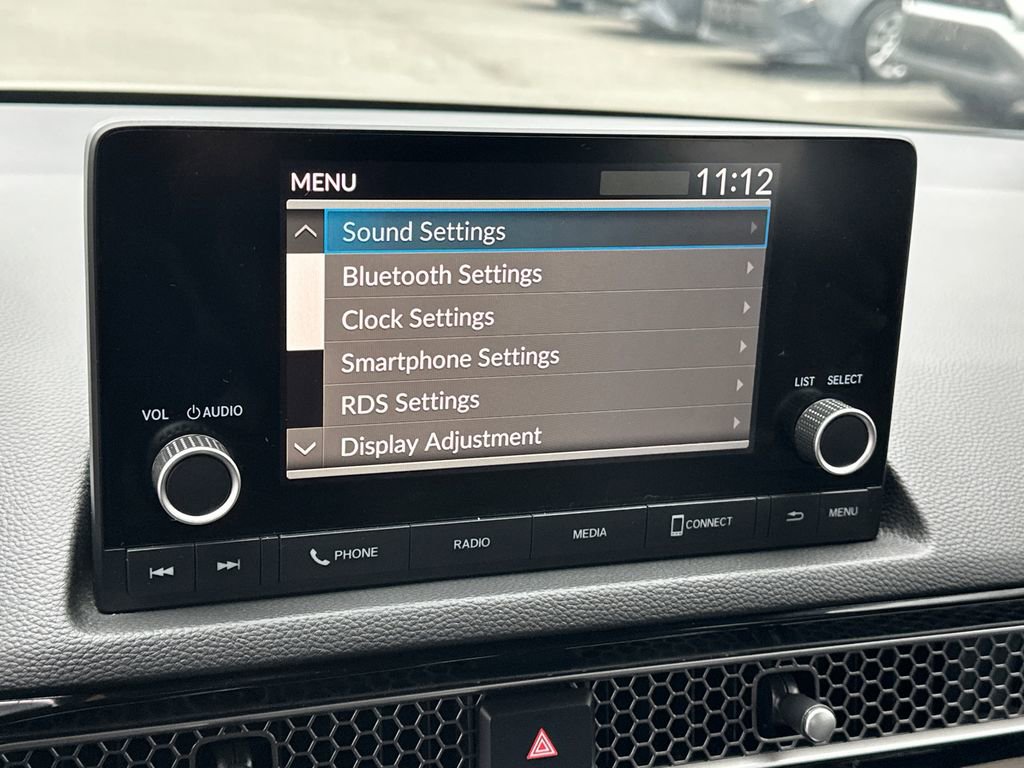 MENU 11:12
Sound Settings
Bluetooth Settings
Clock Settings
Smartphone Settings
RDS Settings
Display Adjustment
VOL AUDIO
LIST SELECT
PHONE RADIO MEDIA CONNECT MENU